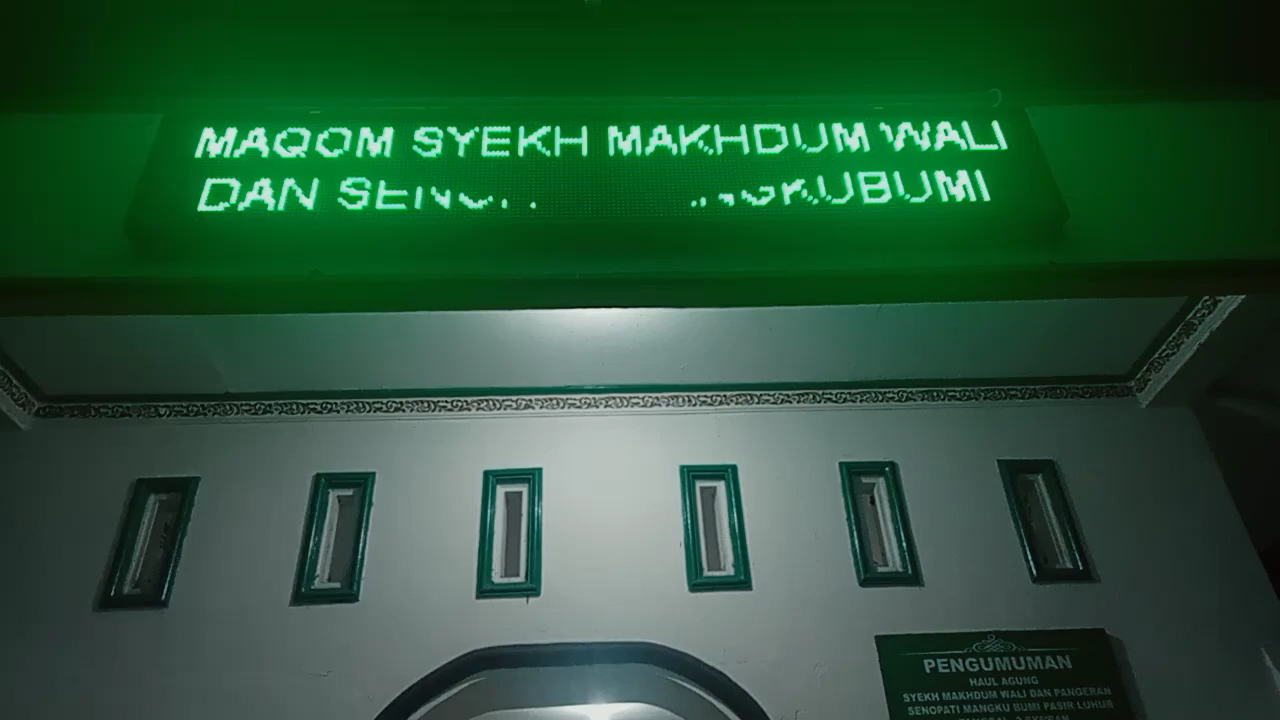 MAQOM SYEKH MAKHDUM WALI
DAN
PENGUMUMAN
HAUL AGUNG
SYEKH MAKHDUM WALI DAN PANGERAN
SENOPATI MANGKU BUMI PASIR LUHUR